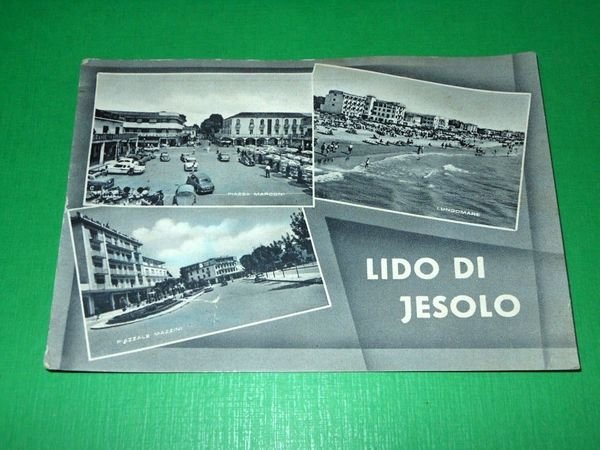 PIAZZA MARCONI
LUNGOMARE
PIAZZALE MAZZINI
LIDO DI
JESOLO